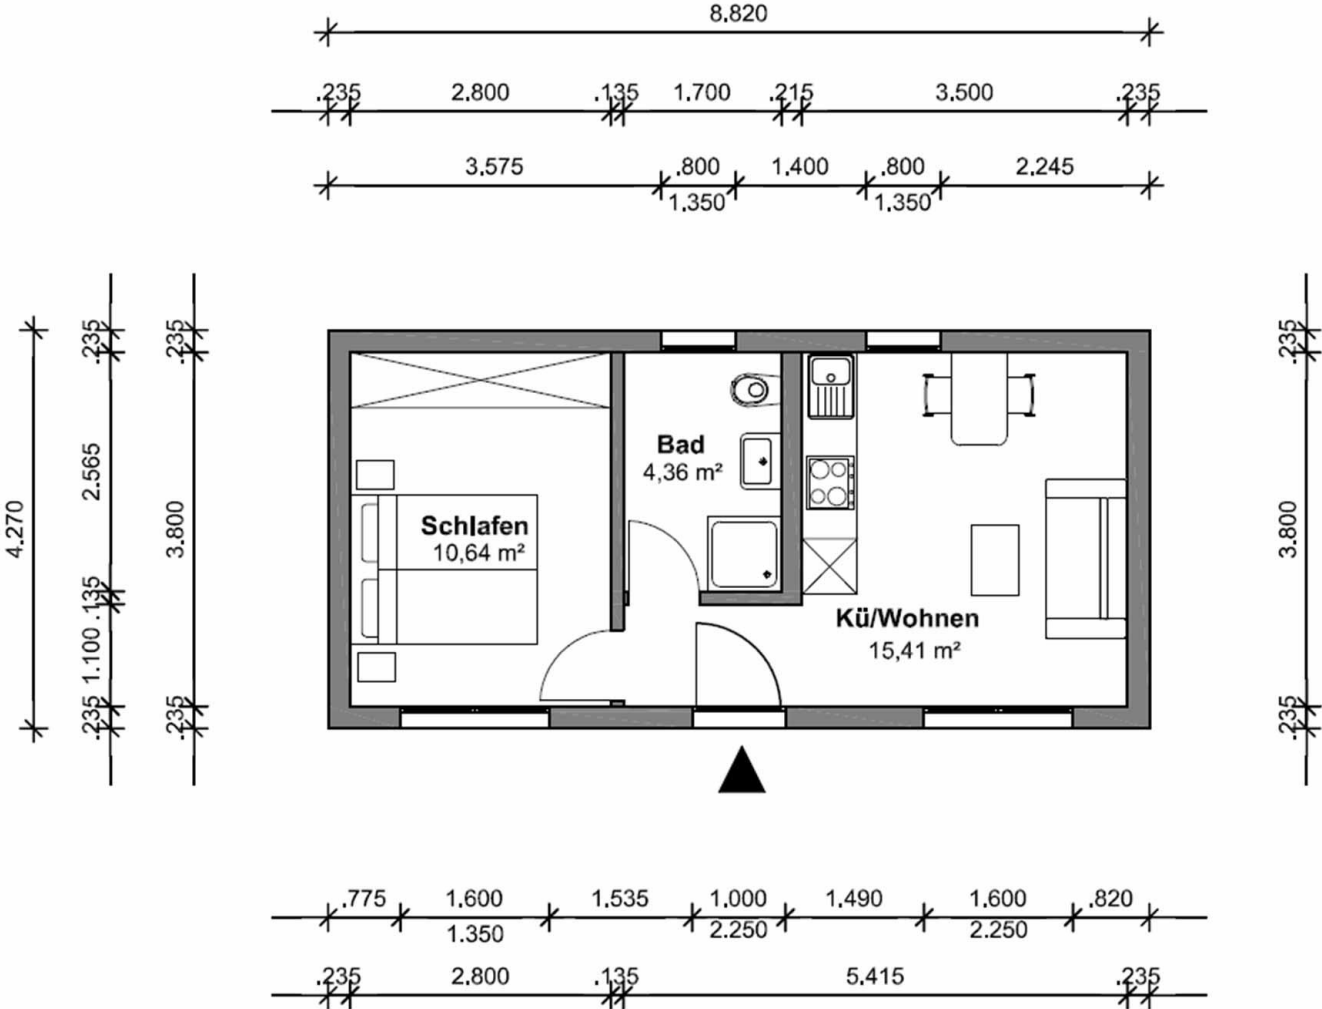 8.820
.235 2.800 .135 1.700 .215 3.500 .235
3.575 .800 1.400 .800 2.245
1.350 1.350
4.270
.235 2.565 .135 1.100 .235
.235 3.800 .235
.235 3.800 .235
Bad
4,36 m²
Schlafen
10,64 m²
Kü/Wohnen
15,41 m²
.775 1.600 1.535 1.000 1.490 1.600 .820
1.350 2.250 2.250
.235 2.800 .135 5.415 .235